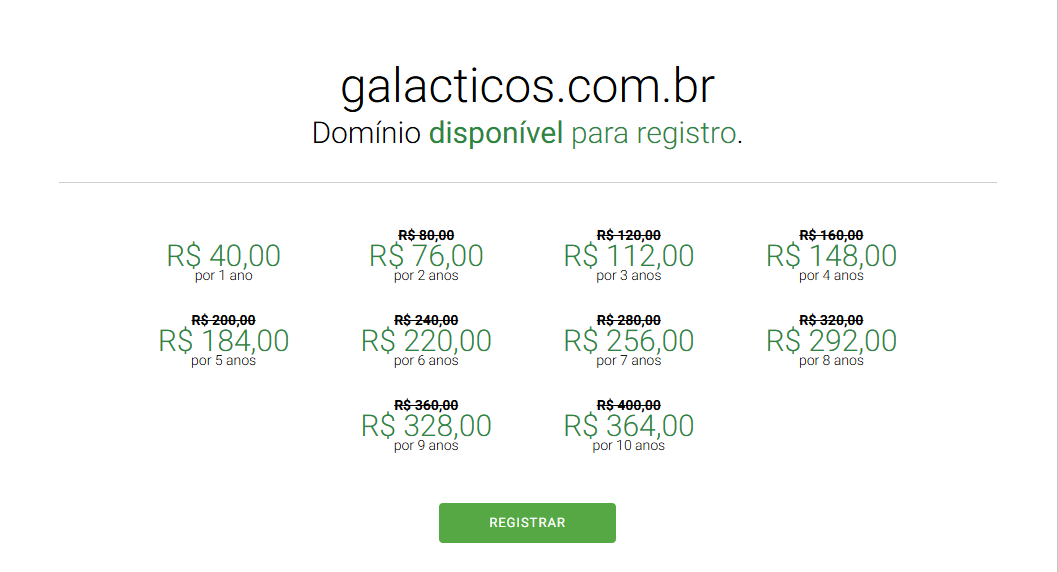 galacticos.com.br
Domínio disponível para registro.
R$ 40,00
por 1 ano
R$ 80,00
R$ 76,00
por 2 anos
R$ 120,00
R$ 112,00
por 3 anos
R$ 160,00
R$ 148,00
por 4 anos
R$ 200,00
R$ 184,00
por 5 anos
R$ 240,00
R$ 220,00
por 6 anos
R$ 280,00
R$ 256,00
por 7 anos
R$ 320,00
R$ 292,00
por 8 anos
R$ 360,00
R$ 328,00
por 9 anos
R$ 400,00
R$ 364,00
por 10 anos
REGISTRAR